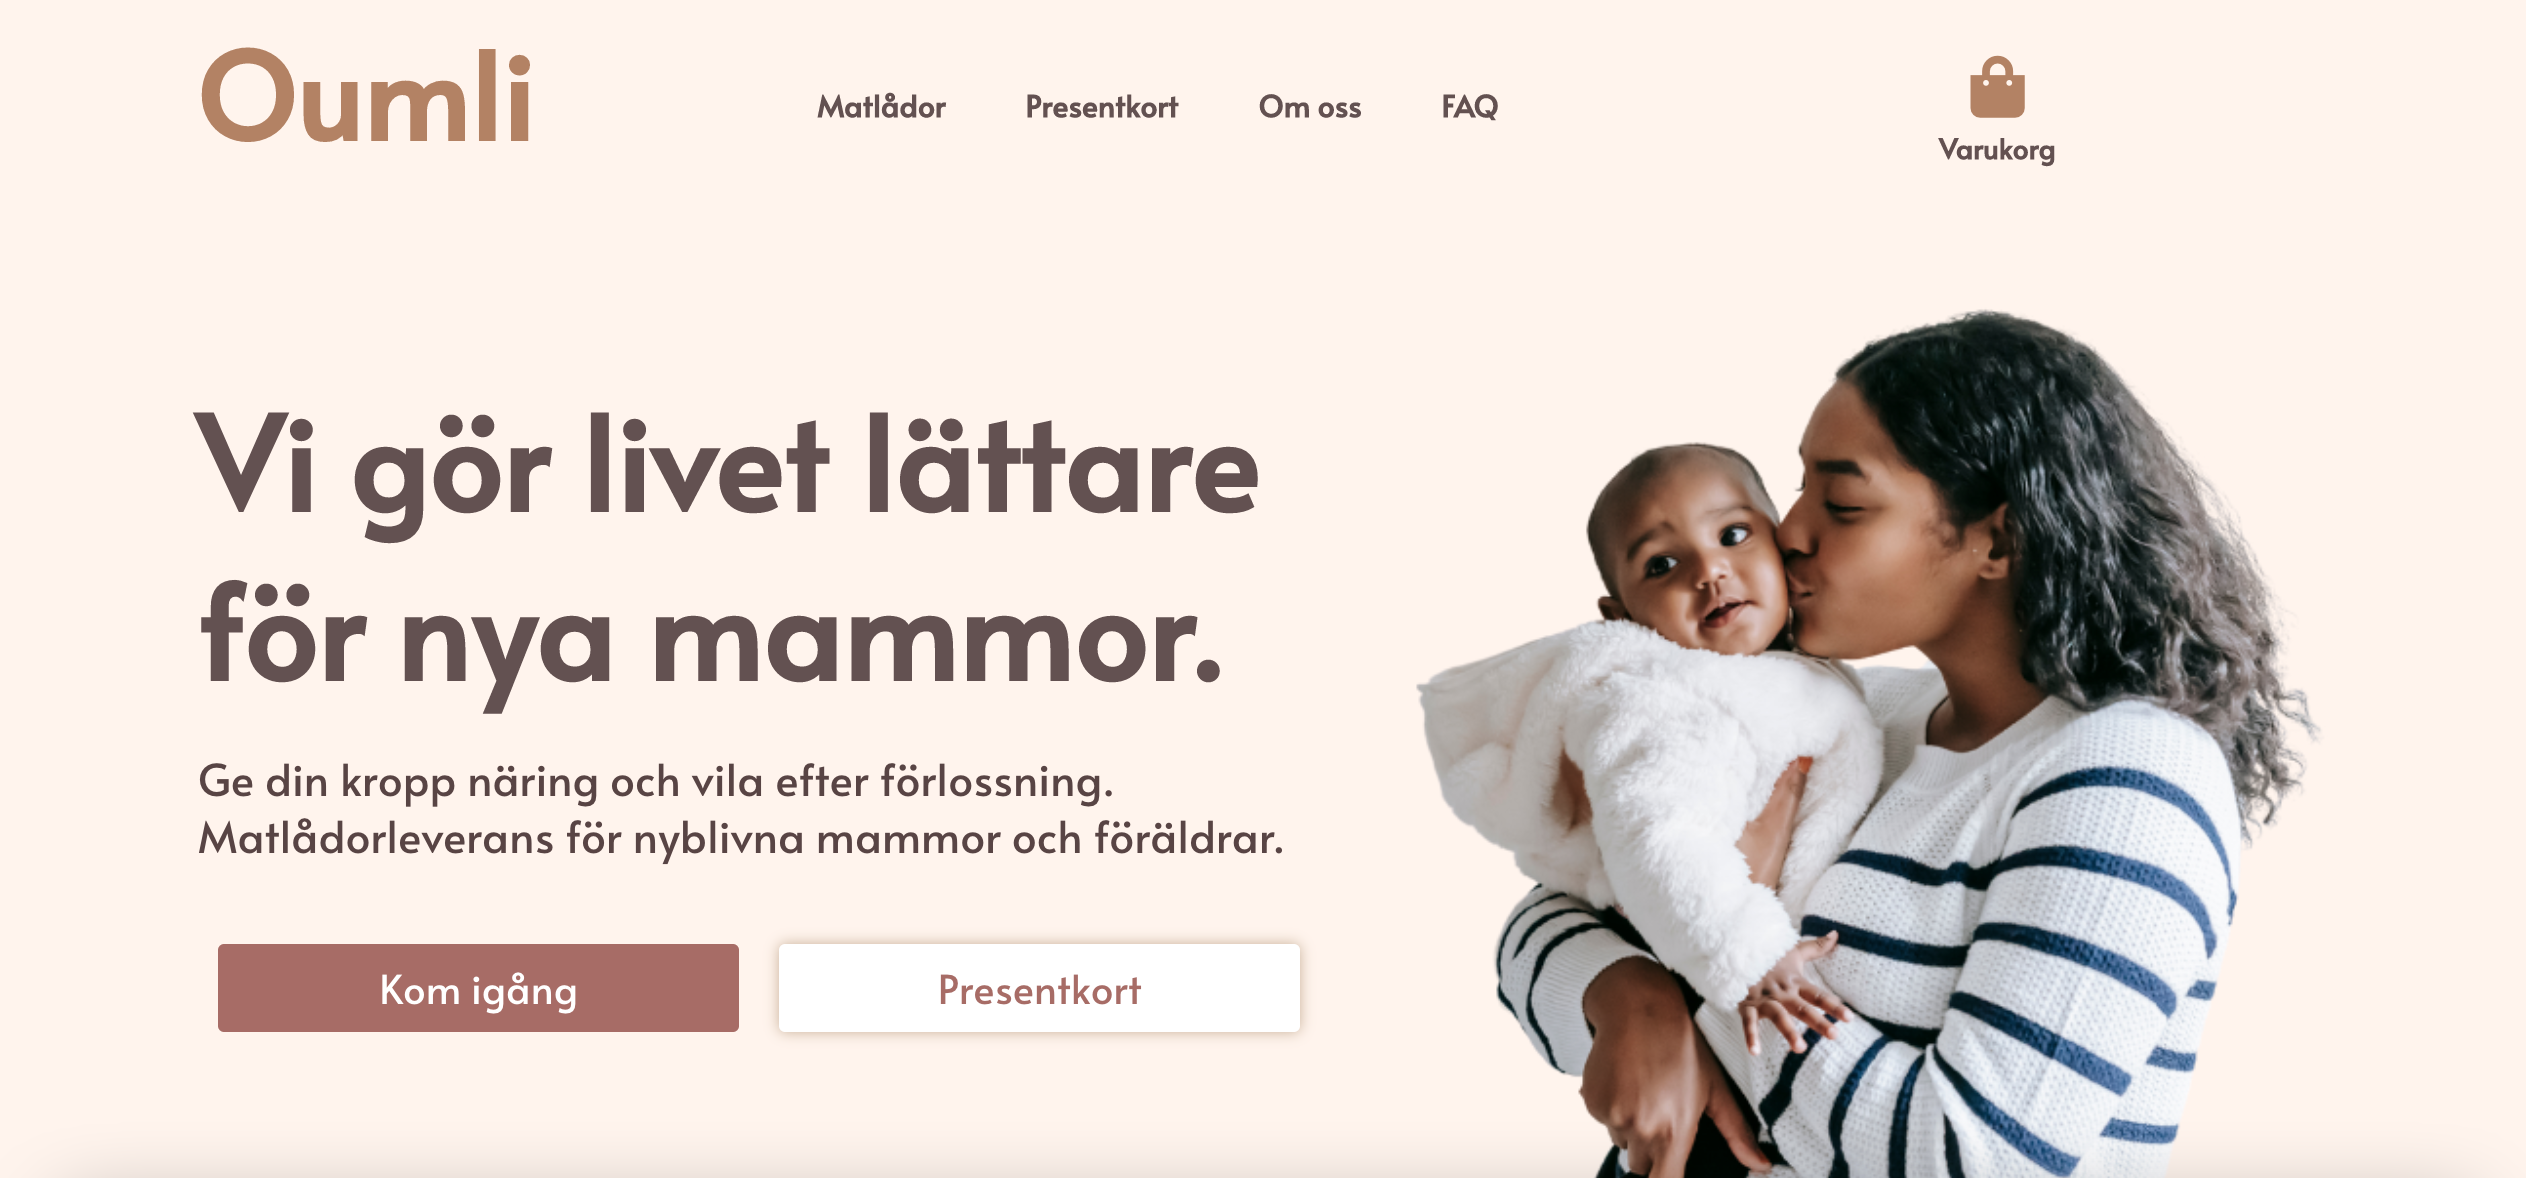 Oumli
Matlådor
Presentkort
Om oss
FAQ
Varukorg
Vi gör livet lättare
för nya mammor.
Ge din kropp näring och vila efter förlossning.
Matlådorleverans för nyblivna mammor och föräldrar.
Kom igång
Presentkort